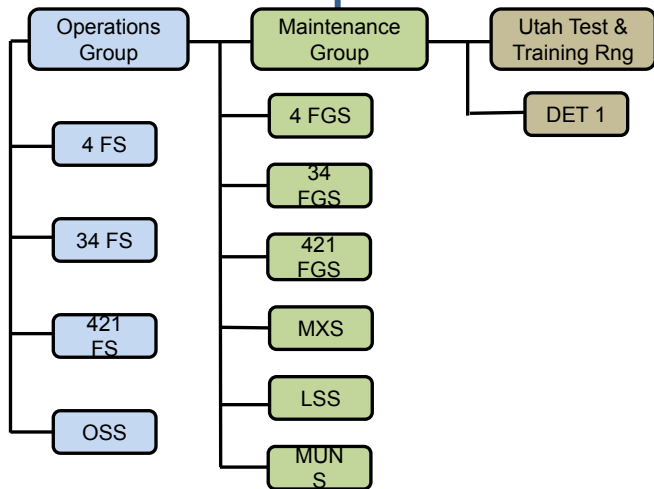 Operations
Group
Maintenance
Group
Utah Test &
Training Rng
4 FS
34 FS
421
FS
OSS
4 FGS
34
FGS
421
FGS
MXS
LSS
MUN
S
DET 1